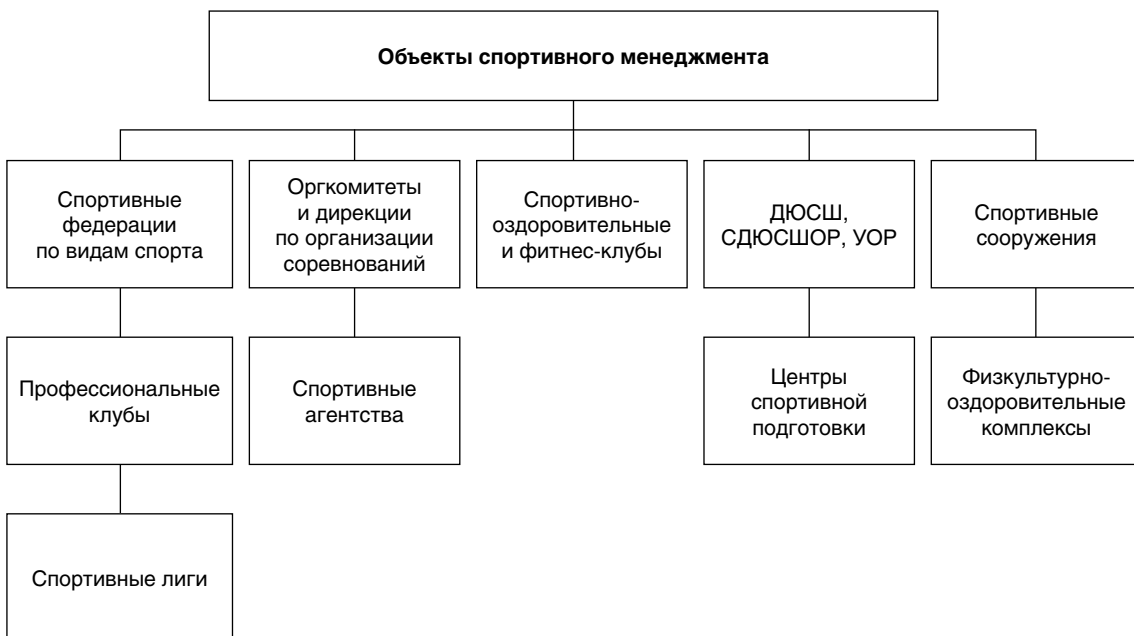 Объекты спортивного менеджмента
Спортивные
федерации
по видам спорта
Оргкомитеты
и дирекции
по организации
соревнований
Спортивно-
оздоровительные
и фитнес-клубы
ДЮСШ,
СДЮСШОР, УОР
Спортивные
сооружения
Профессиональные
клубы
Спортивные
агентства
Центры
спортивной
подготовки
Физкультурно-
оздоровительные
комплексы
Спортивные лиги